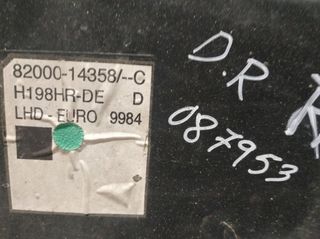 82000-14358/--C
H198HR-DE D
LHD - EURO 9984
D.R
087953